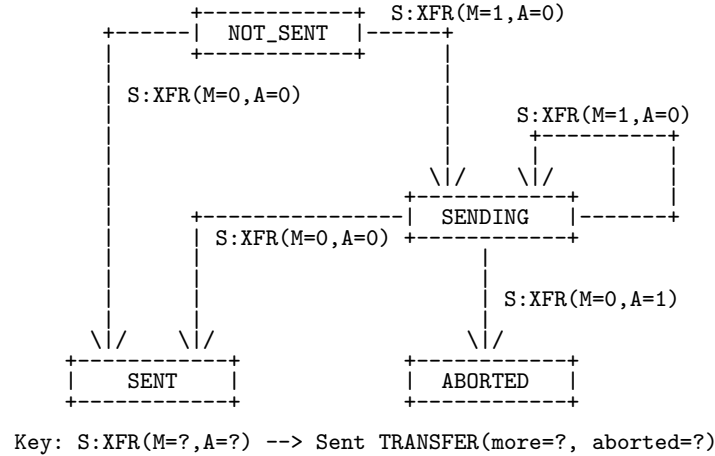 S:XFR(M=1,A=0)
NOT_SENT
S:XFR(M=0,A=0)
S:XFR(M=1,A=0)
SENDING
S:XFR(M=0,A=0)
S:XFR(M=0,A=1)
SENT ABORTED
Key: S:XFR(M=?,A=?) --> Sent TRANSFER(more=?, aborted=?)